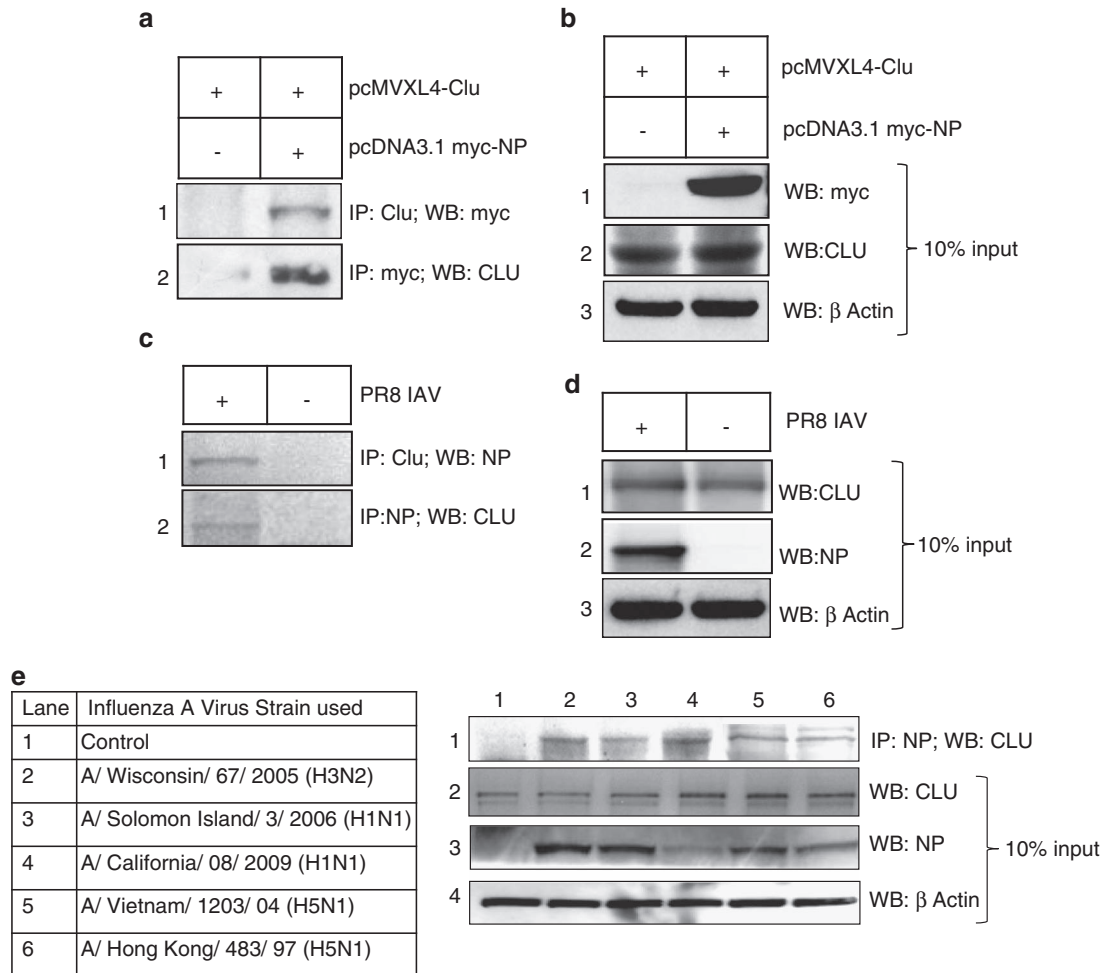 a
+ + pcMVXL4-Clu
- + pcDNA3.1 myc-NP
1 IP: Clu; WB: myc
2 IP: myc; WB: CLU
b
+ + pcMVXL4-Clu
- + pcDNA3.1 myc-NP
1 WB: myc
2 WB:CLU
3 WB: β Actin
10% input
c
+ - PR8 IAV
1 IP: Clu; WB: NP
2 IP:NP; WB: CLU
d
+ - PR8 IAV
1 WB:CLU
2 WB:NP
3 WB: β Actin
10% input
e
Lane Influenza A Virus Strain used
1 Control
2 A/ Wisconsin/ 67/ 2005 (H3N2)
3 A/ Solomon Island/ 3/ 2006 (H1N1)
4 A/ California/ 08/ 2009 (H1N1)
5 A/ Vietnam/ 1203/ 04 (H5N1)
6 A/ Hong Kong/ 483/ 97 (H5N1)
1 2 3 4 5 6
1 IP: NP; WB: CLU
2 WB: CLU
3 WB: NP
4 WB: β Actin
10% input